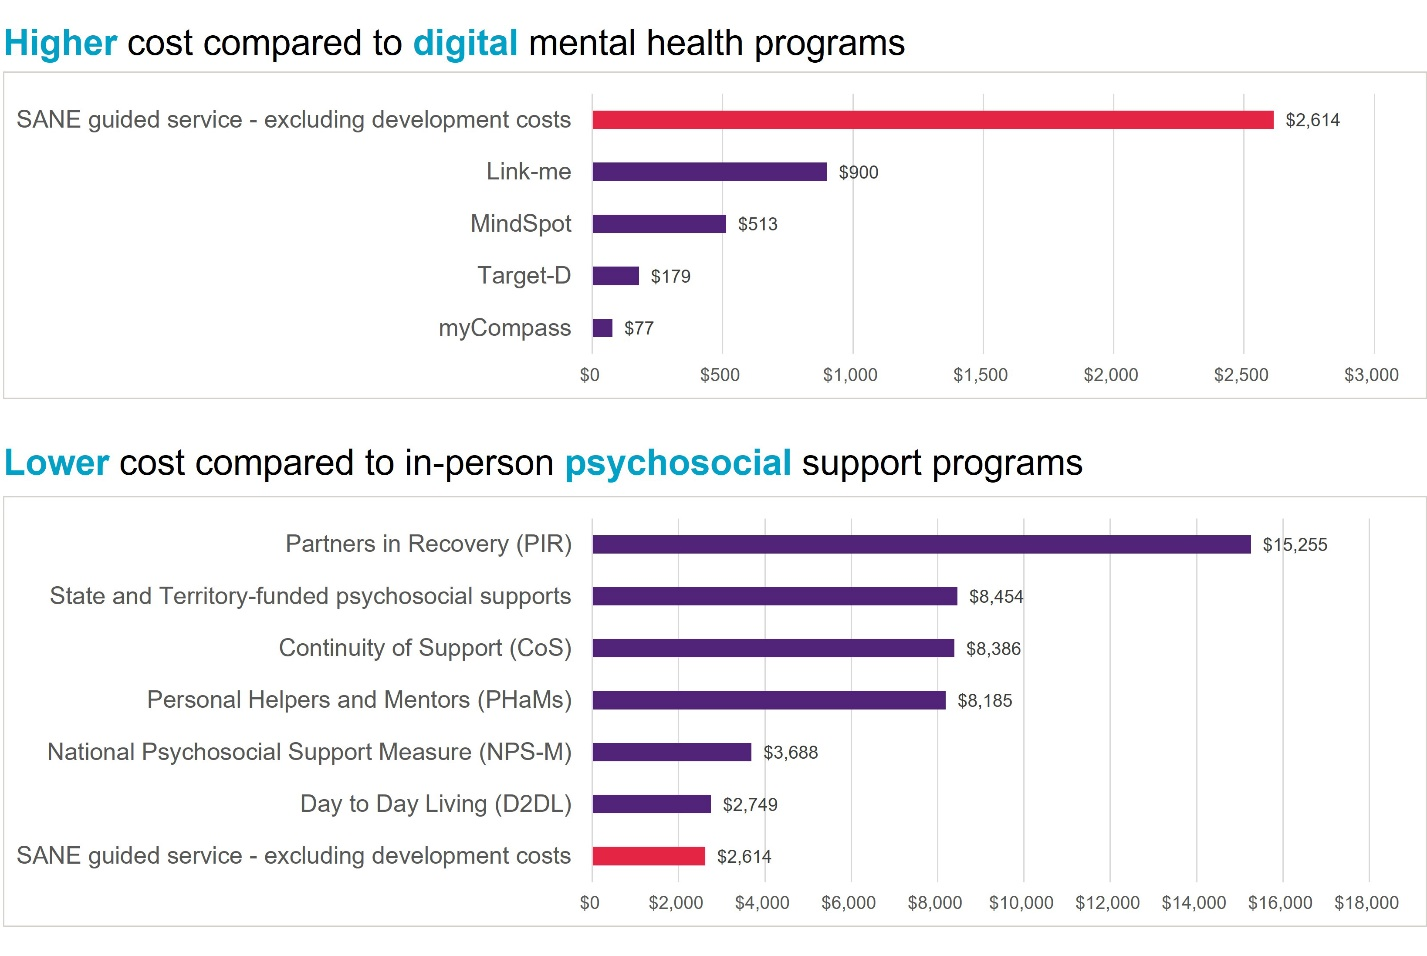 Higher cost compared to digital mental health programs
SANE guided service - excluding development costs $2,614
Link-me $900
MindSpot $513
Target-D $179
myCompass $77
$0 $500 $1,000 $1,500 $2,000 $2,500 $3,000
Lower cost compared to in-person psychosocial support programs
Partners in Recovery (PIR) $15,255
State and Territory-funded psychosocial supports $8,454
Continuity of Support (CoS) $8,386
Personal Helpers and Mentors (PHaMs) $8,185
National Psychosocial Support Measure (NPS-M) $3,688
Day to Day Living (D2DL) $2,749
SANE guided service - excluding development costs $2,614
$0 $2,000 $4,000 $6,000 $8,000 $10,000 $12,000 $14,000 $16,000 $18,000